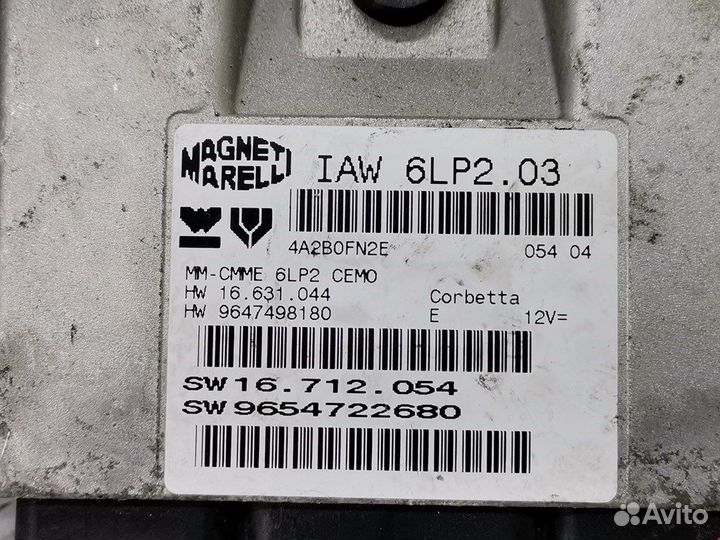 MAGNETI
MARELLI
IAW 6LP2.03
4A2B0FN2E 054 04
MM-CMME 6LP2 CEMO
HW 16.631.044 Corbetta
HW 9647498180 E 12V=
SW 16.712.054
SW 9654722680
Avito